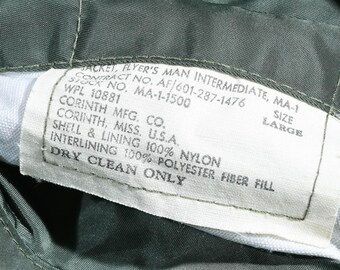 JACKET, FLYER'S MAN INTERMEDIATE, MA-1
CONTRACT NO. AF/601-287-1476
STOCK NO. MA-1-1500
WPL 10881
SIZE
LARGE
CORINTH MFG. CO.
CORINTH, MISS. U.S.A.
SHELL & LINING 100% NYLON
INTERLINING 100% POLYESTER FIBER FILL
DRY CLEAN ONLY